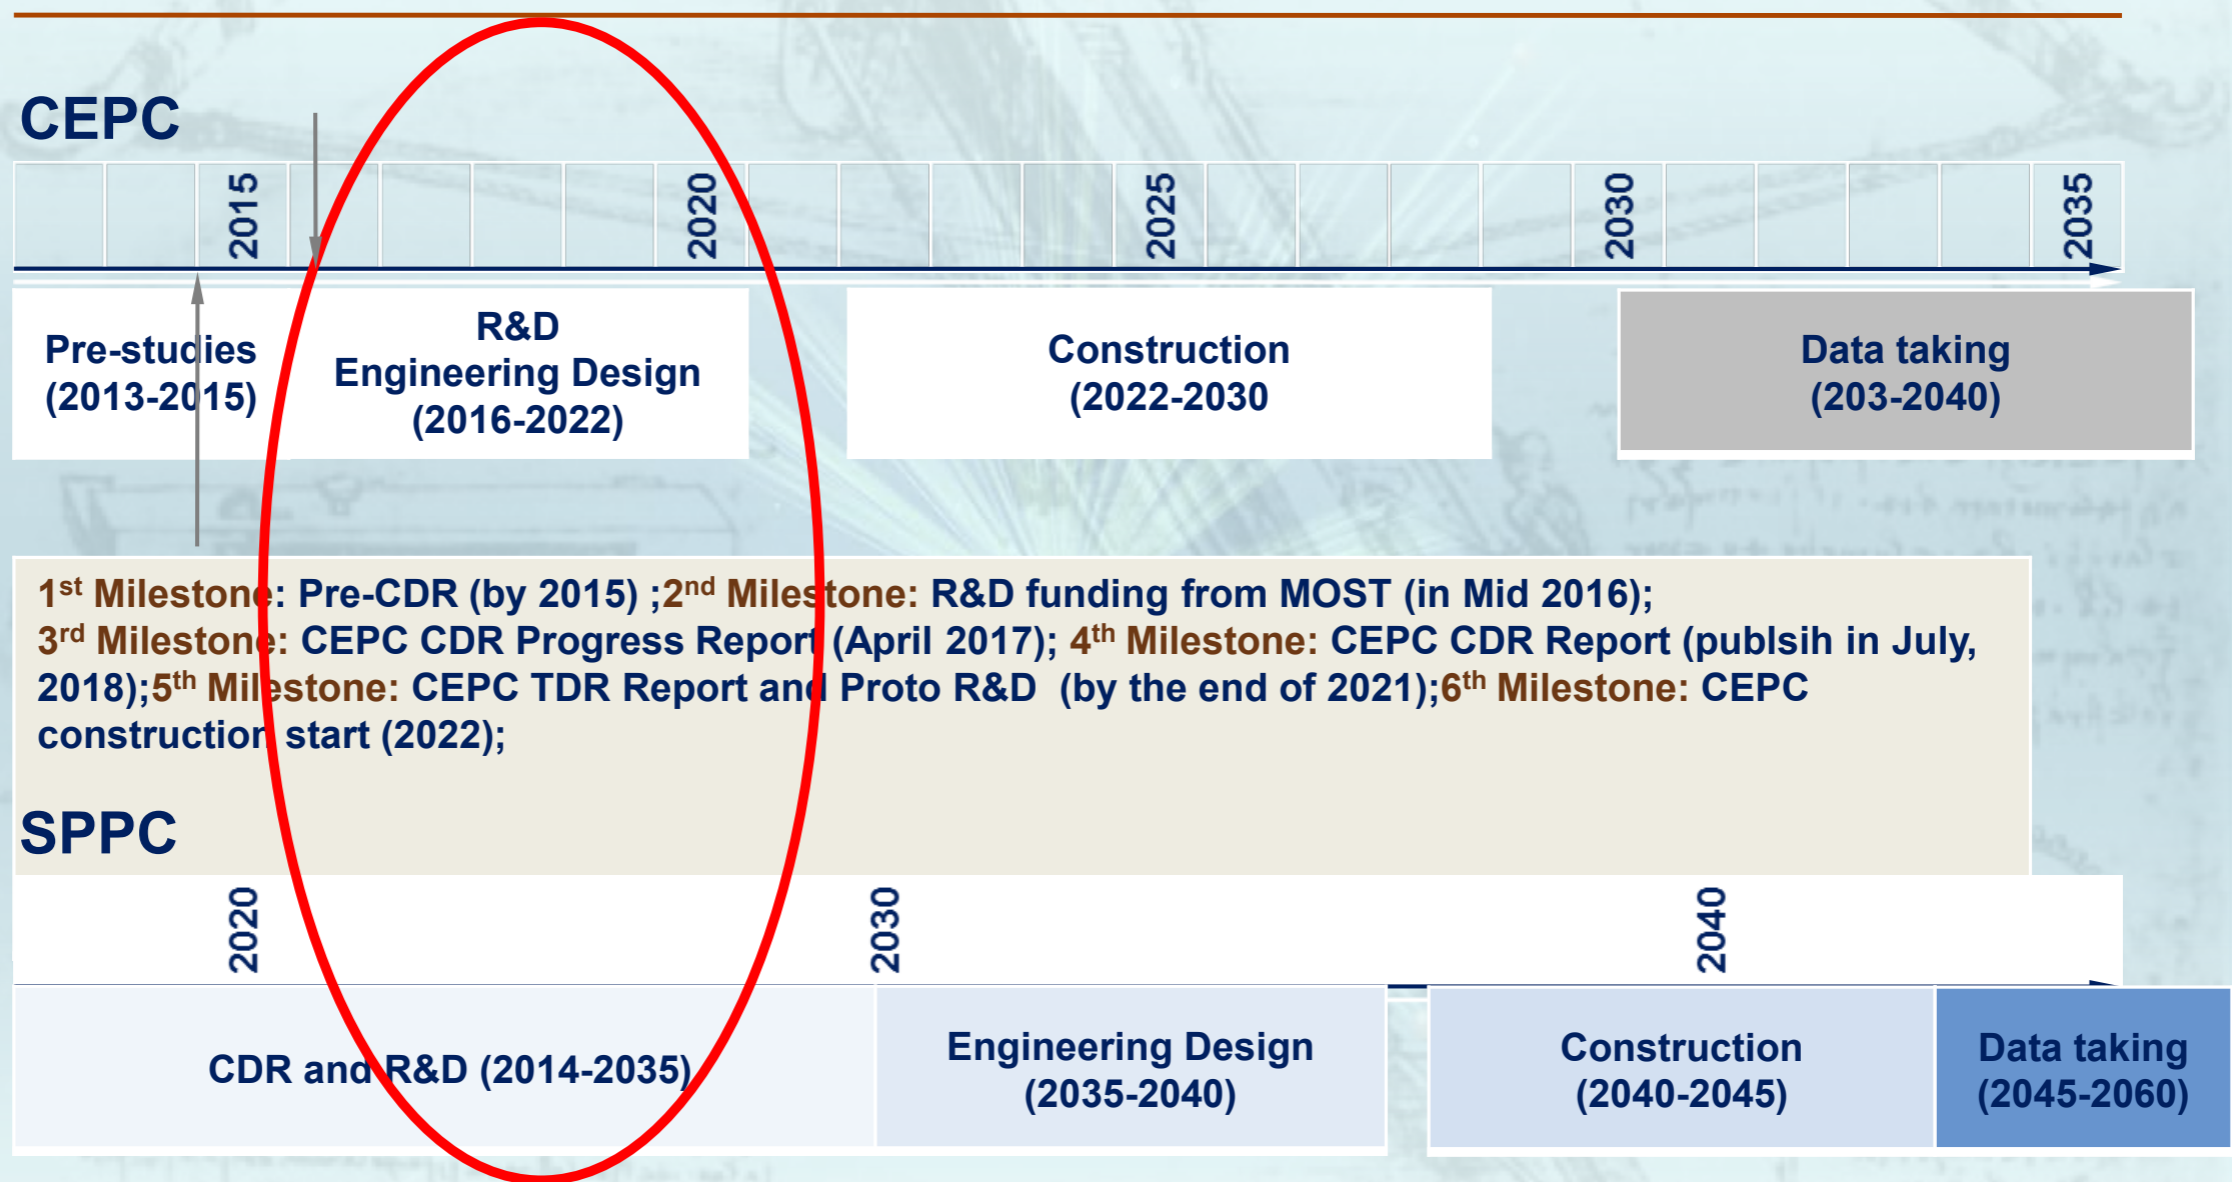 CEPC
2015
2020
2025
2030
2035
Pre-studies
(2013-2015)
R&D
Engineering Design
(2016-2022)
Construction
(2022-2030
Data taking
(203-2040)
1st Milestone: Pre-CDR (by 2015) ;2nd Milestone: R&D funding from MOST (in Mid 2016);
3rd Milestone: CEPC CDR Progress Report (April 2017); 4th Milestone: CEPC CDR Report (publsih in July,
2018);5th Milestone: CEPC TDR Report and Proto R&D (by the end of 2021);6th Milestone: CEPC
construction start (2022);
SPPC
2020
2030
2040
CDR and R&D (2014-2035)
Engineering Design
(2035-2040)
Construction
(2040-2045)
Data taking
(2045-2060)